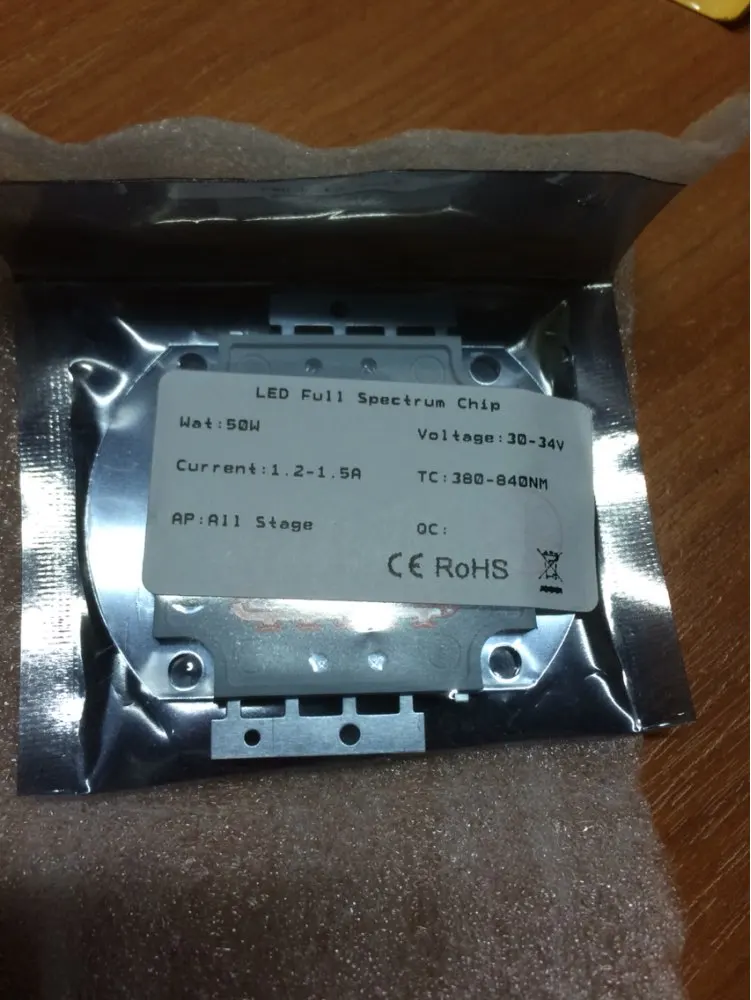 LED Full Spectrum Chip
Wat:50W
Voltage:30-34V
Current:1.2-1.5A
TC:380-840NM
AP:All Stage
QC:
CE RoHS